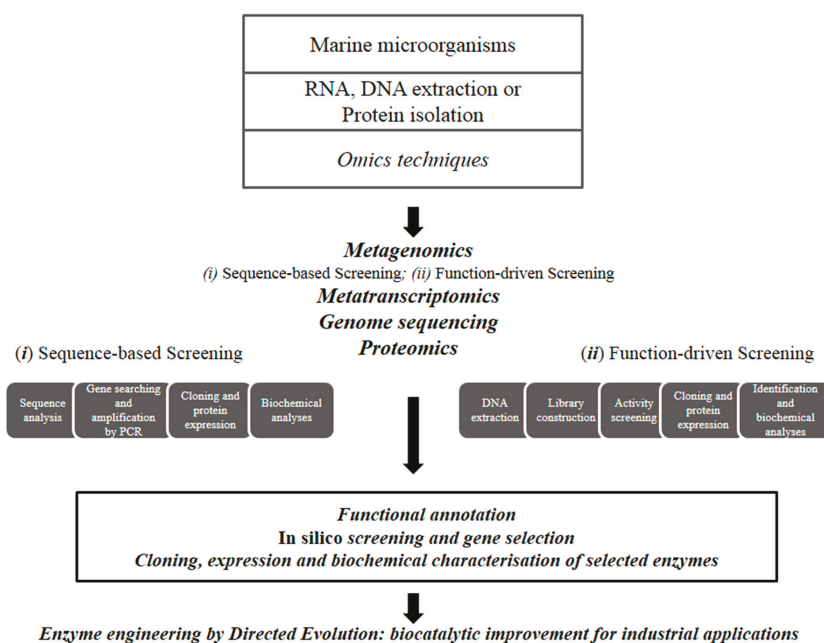 Marine microorganisms
RNA, DNA extraction or
Protein isolation
Omics techniques
Metagenomics
(i) Sequence-based Screening; (ii) Function-driven Screening
Metatranscriptomics
Genome sequencing
Proteomics
(i) Sequence-based Screening
Sequence
analysis
Gene searching
and
amplification
by PCR
Cloning and
protein
expression
Biochemical
analyses
(ii) Function-driven Screening
DNA
extraction
Library
construction
Activity
screening
Cloning and
protein
expression
Identification
and
biochemical
analyses
Functional annotation
In silico screening and gene selection
Cloning, expression and biochemical characterisation of selected enzymes
Enzyme engineering by Directed Evolution: biocatalytic improvement for industrial applications